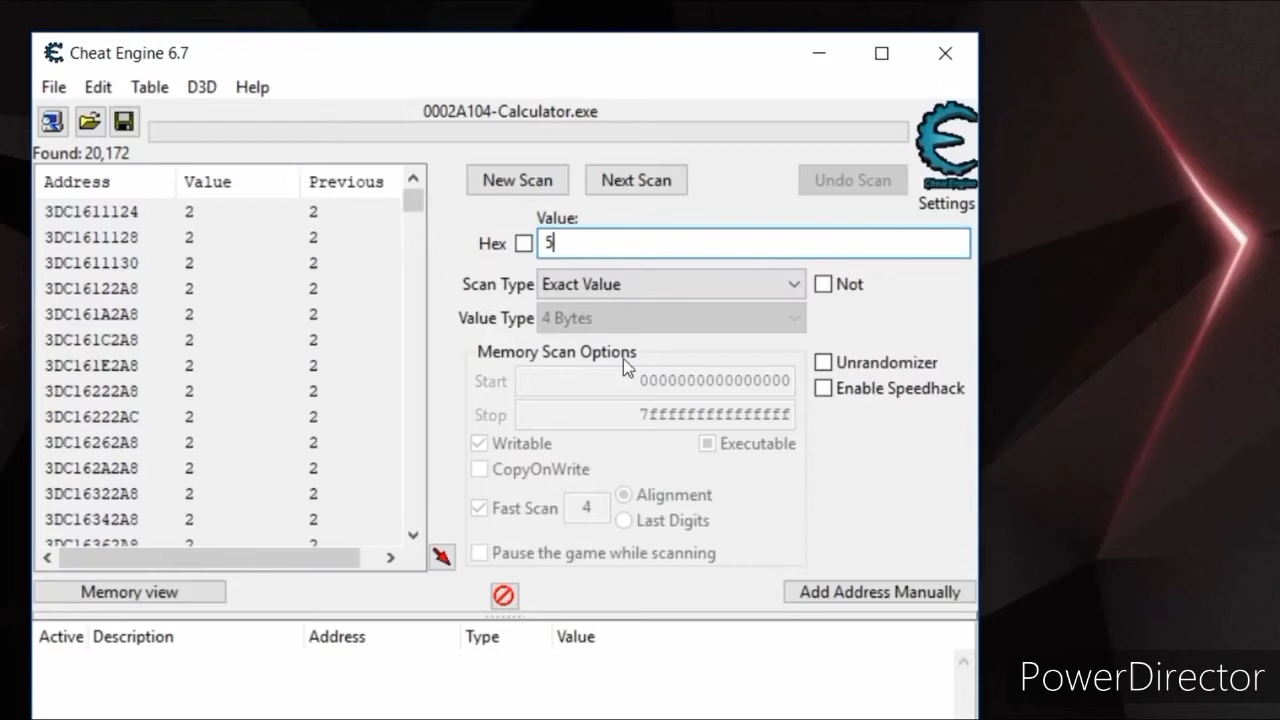 Cheat Engine 6.7
File Edit Table D3D Help
0002A104-Calculator.exe
Found: 20,172
Address Value Previous
3DC1611124 2 2
3DC1611128 2 2
3DC1611130 2 2
3DC16122A8 2 2
3DC161A2A8 2 2
3DC161C2A8 2 2
3DC161E2A8 2 2
3DC16222A8 2 2
3DC16222AC 2 2
3DC16262A8 2 2
3DC162A2A8 2 2
3DC16322A8 2 2
3DC16342A8 2 2
3DC16362A8 2 2
New Scan Next Scan Undo Scan
Cheat Engine
Settings
Value:
Hex 5
Scan Type Exact Value Not
Value Type 4 Bytes
Memory Scan Options
Start 0000000000000000
Stop 7fffffffffffffff
Unrandomizer
Enable Speedhack
Writable Executable
CopyOnWrite
Fast Scan 4 Alignment
Last Digits
Pause the game while scanning
Memory view Add Address Manually
Active Description Address Type Value
PowerDirector